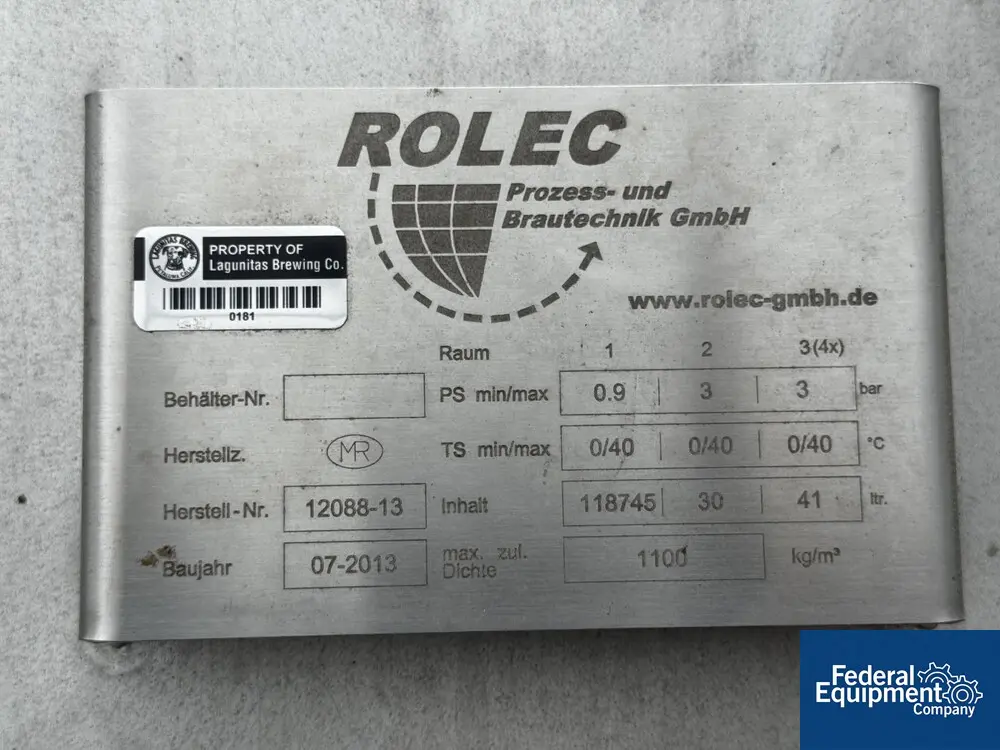 ROLEC
Prozess- und
Brautechnik GmbH
www.rolec-gmbh.de
LAGUNITAS BREWING
PROPERTY OF
Lagunitas Brewing Co.
0181
Raum 1 2 3(4x)
Behälter-Nr. PS min/max 0.9 3 3 bar
Herstellz. MR TS min/max 0/40 0/40 0/40 °C
Herstell-Nr. 12088-13 Inhalt 118745 30 41 ltr.
Baujahr 07-2013 max. zul. Dichte 1100 kg/m³
Federal
Equipment
Company